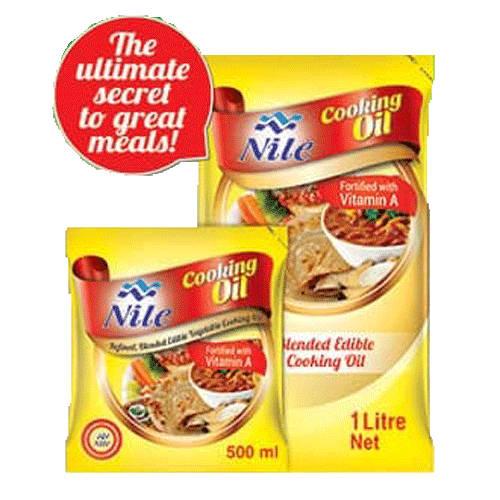 The
ultimate
secret
to great
meals!
Nile
Cooking
Oil
Fortified with
Vitamin A
Blended Edible
Cooking Oil
1 Litre
Net
Nile
Cooking
Oil
Refined, Blended Edible Vegetable Cooking Oil
Fortified with
Vitamin A
500 ml